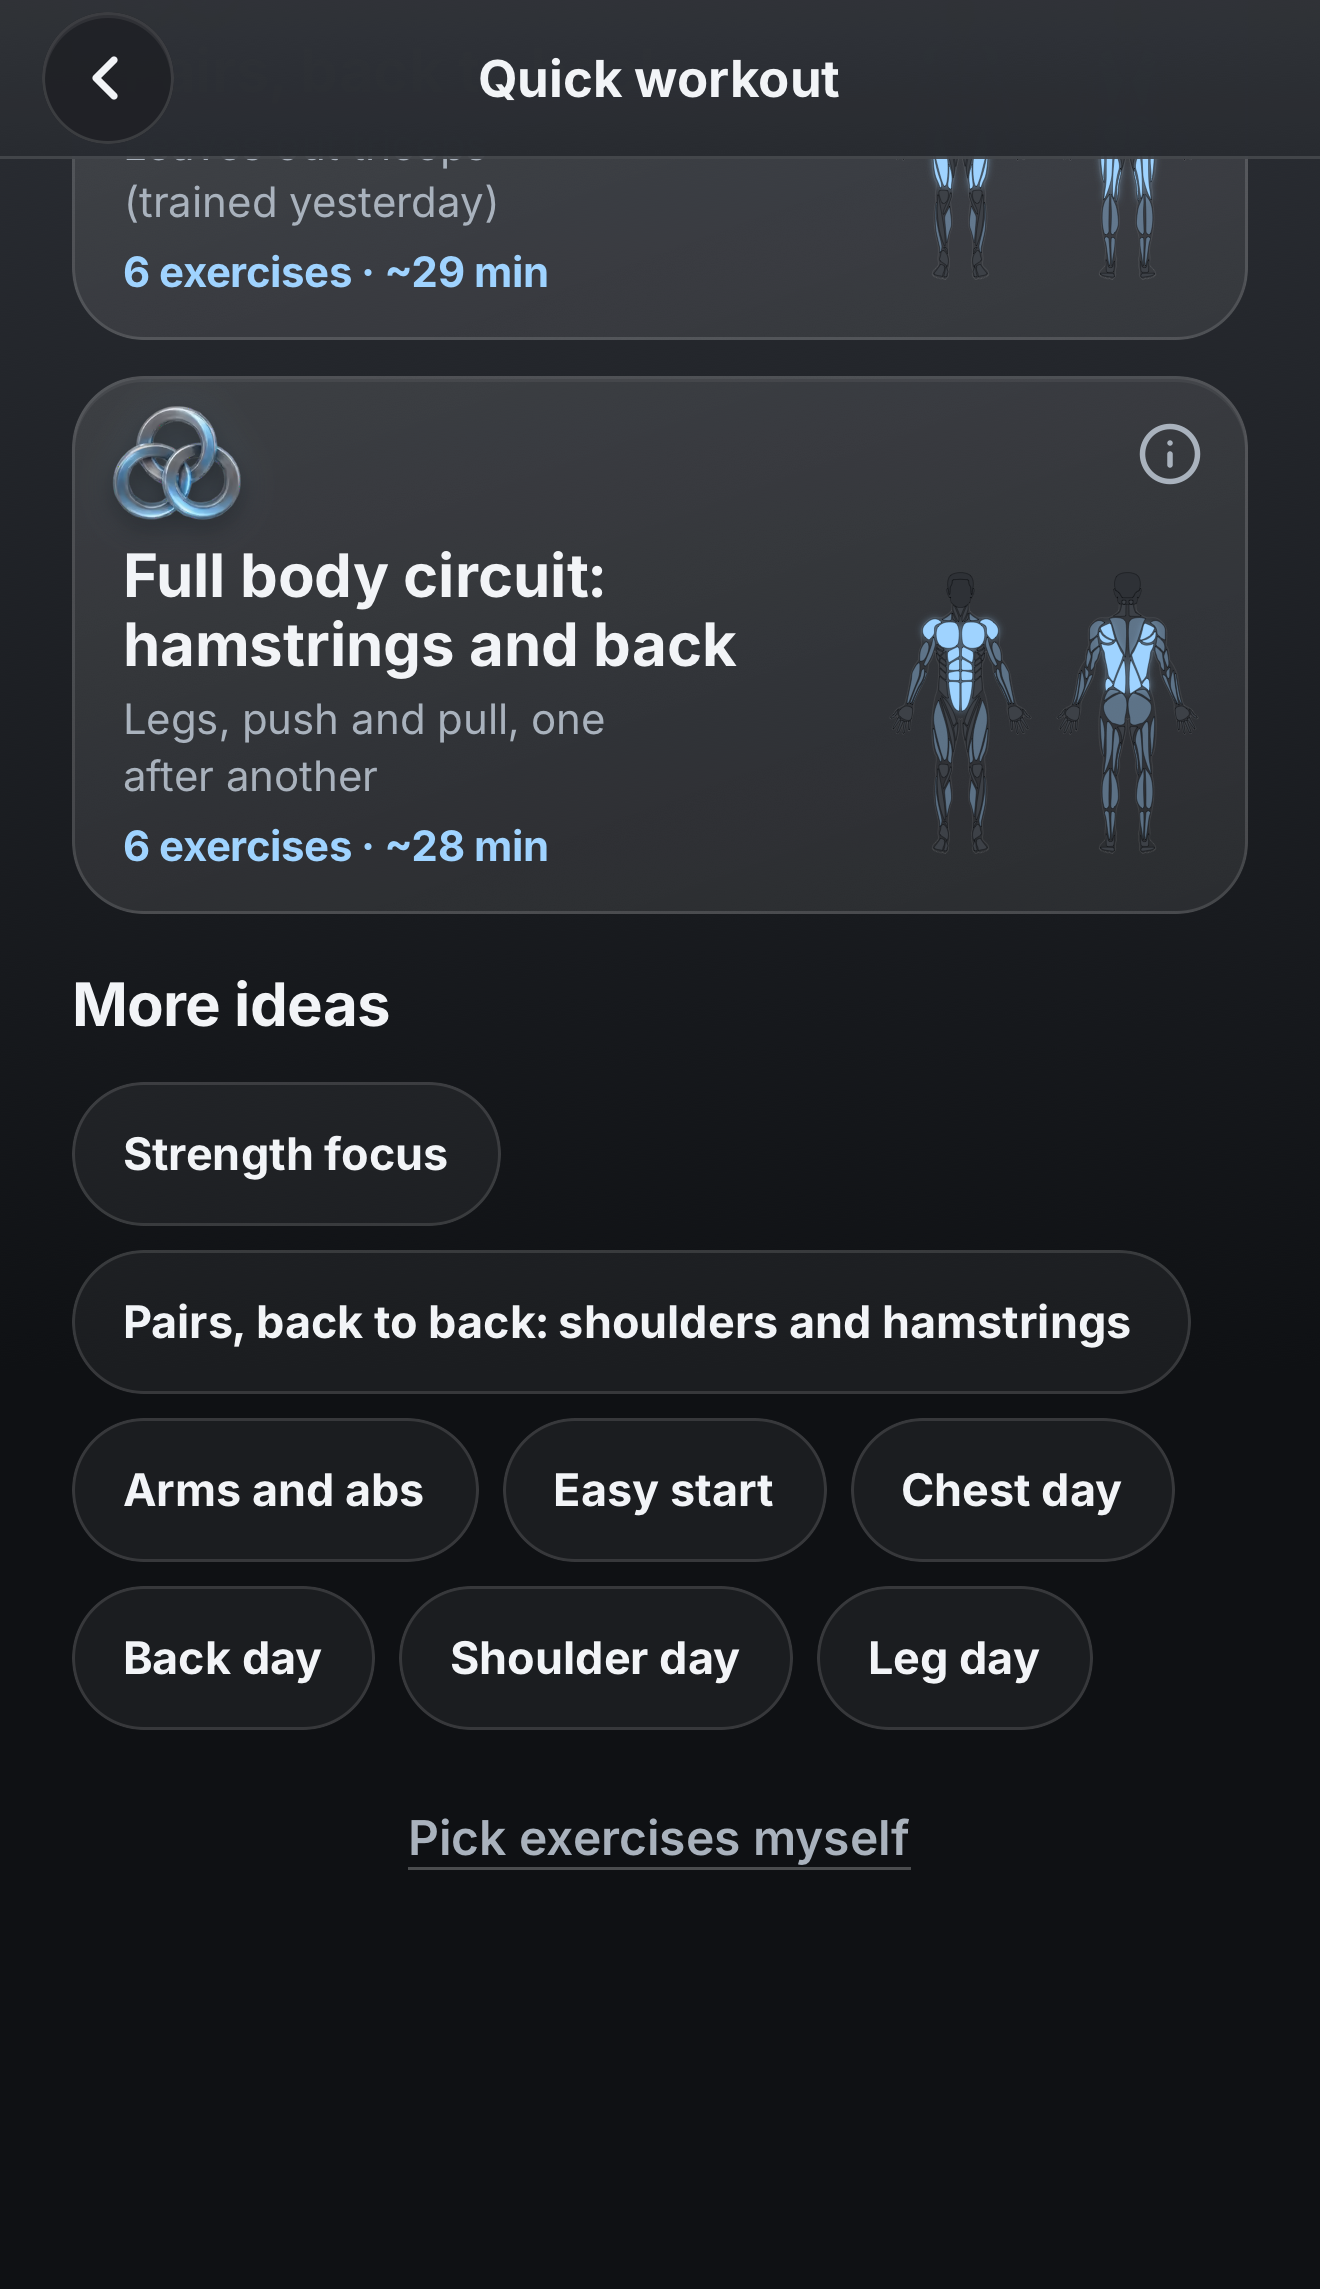 Quick workout
(trained yesterday)
6 exercises · ~29 min
Full body circuit:
hamstrings and back
Legs, push and pull, one
after another
6 exercises · ~28 min
More ideas
Strength focus
Pairs, back to back: shoulders and hamstrings
Arms and abs
Easy start
Chest day
Back day
Shoulder day
Leg day
Pick exercises myself